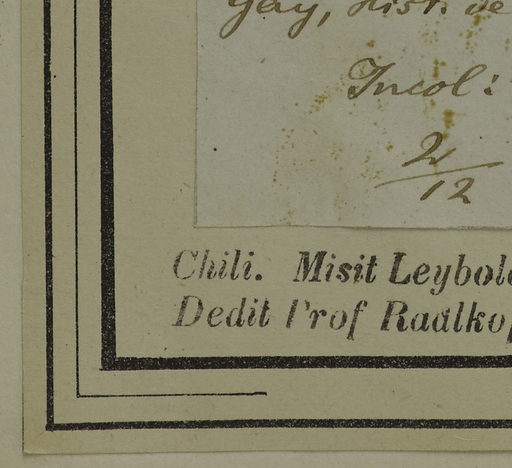 Gay, hist. de
Incol:
2/12
Chili. Misit Leybold
Dedit Prof Radlkof